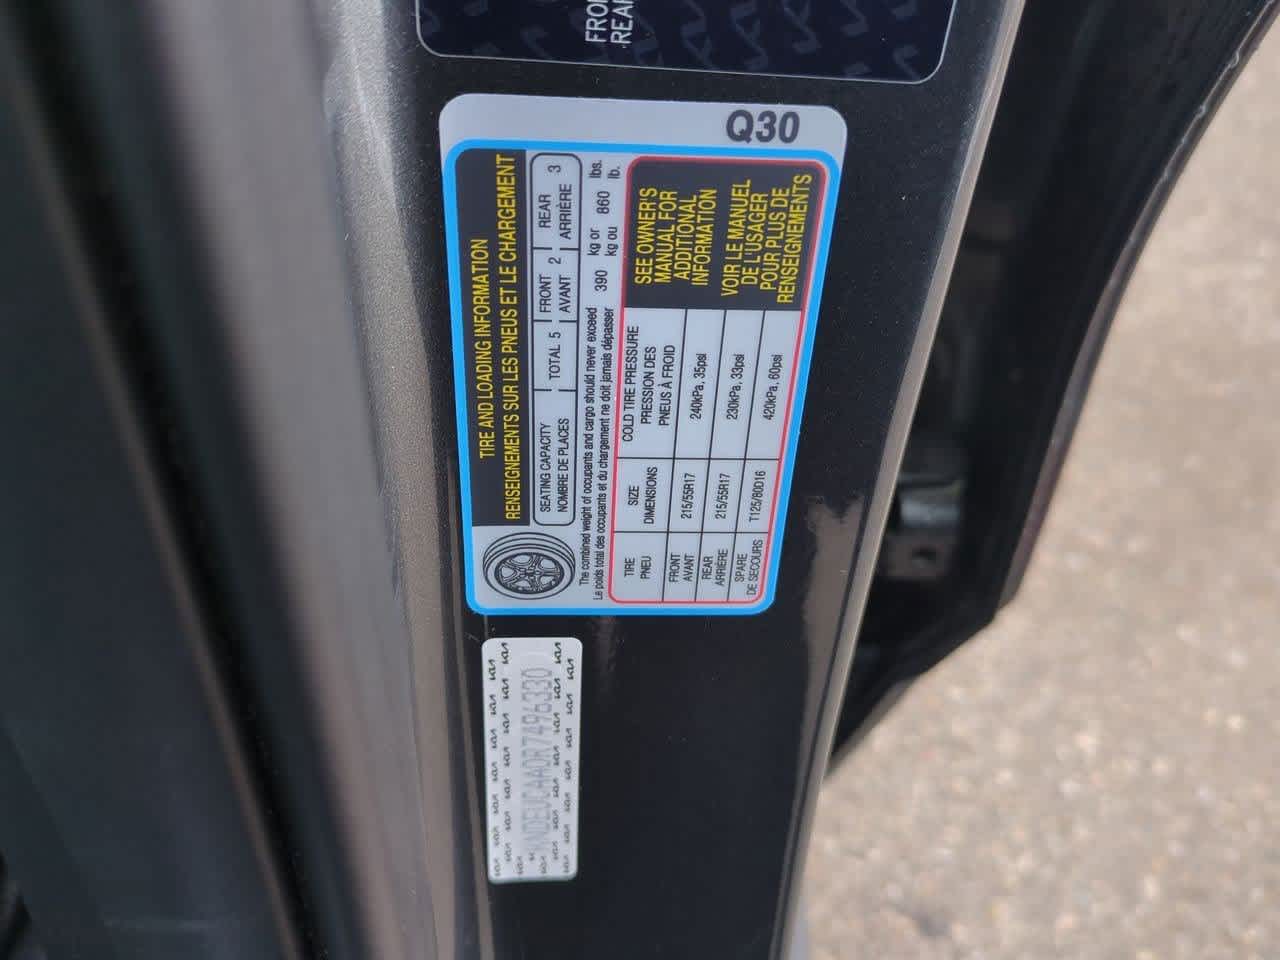 Q30
TIRE AND LOADING INFORMATION
RENSEIGNEMENTS SUR LES PNEUS ET LE CHARGEMENT
SEATING CAPACITY TOTAL 5 FRONT 2 REAR 3
NOMBRE DE PLACES AVANT ARRIÈRE
The combined weight of occupants and cargo should never exceed 390 kg or 860 lbs.
Le poids total des occupants et du chargement ne doit jamais dépasser kg ou lb.
TIRE SIZE COLD TIRE PRESSURE
PNEU DIMENSIONS PRESSION DES
PNEUS À FROID
FRONT 215/55R17 240kPa, 35psi
AVANT
REAR 215/55R17 230kPa, 33psi
ARRIÈRE
SPARE T125/80D16 420kPa, 60psi
DE SECOURS
SEE OWNER'S
MANUAL FOR
ADDITIONAL
INFORMATION
VOIR LE MANUEL
DE L'USAGER
POUR PLUS DE
RENSEIGNEMENTS